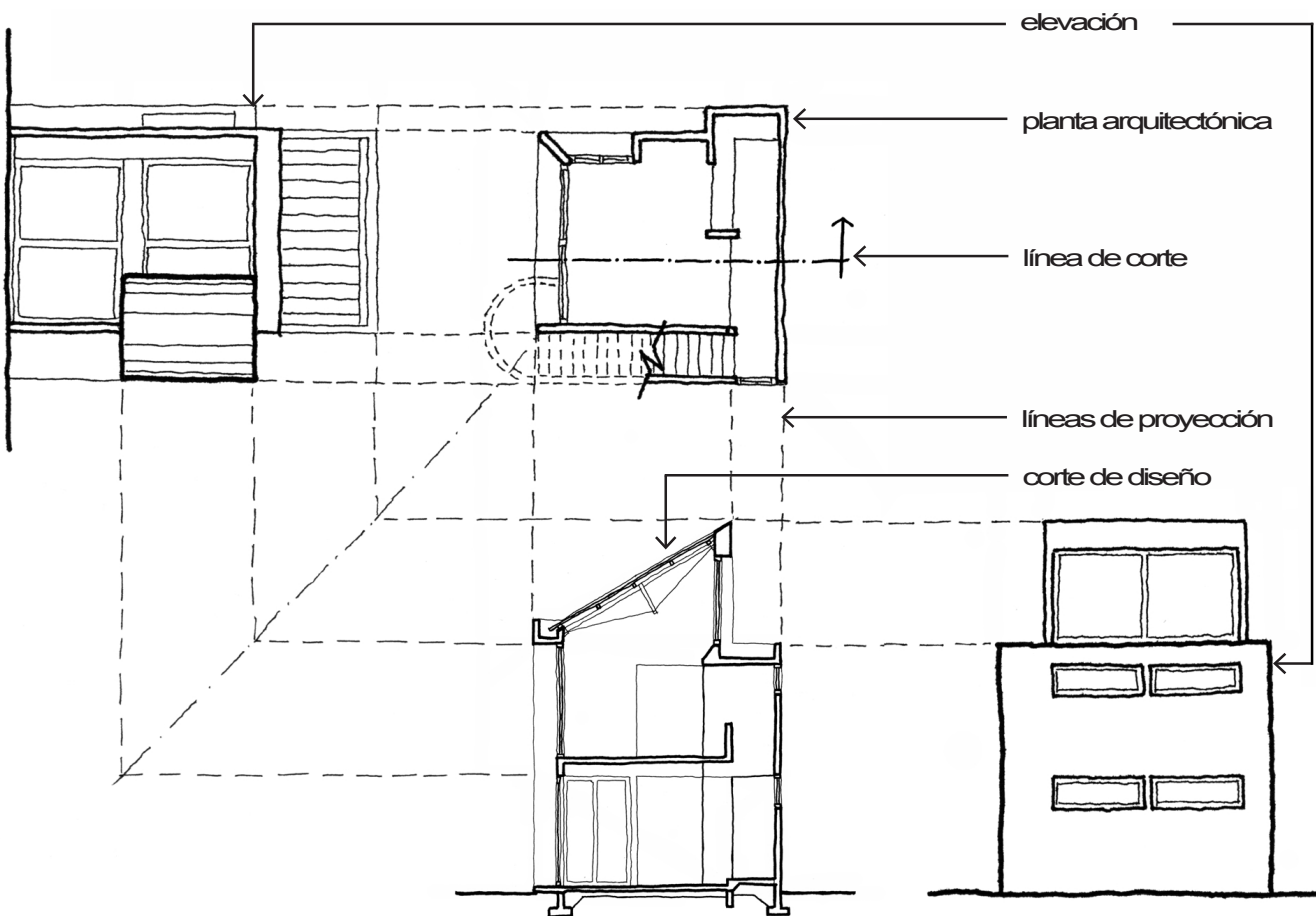 elevación
planta arquitectónica
línea de corte
líneas de proyección
corte de diseño